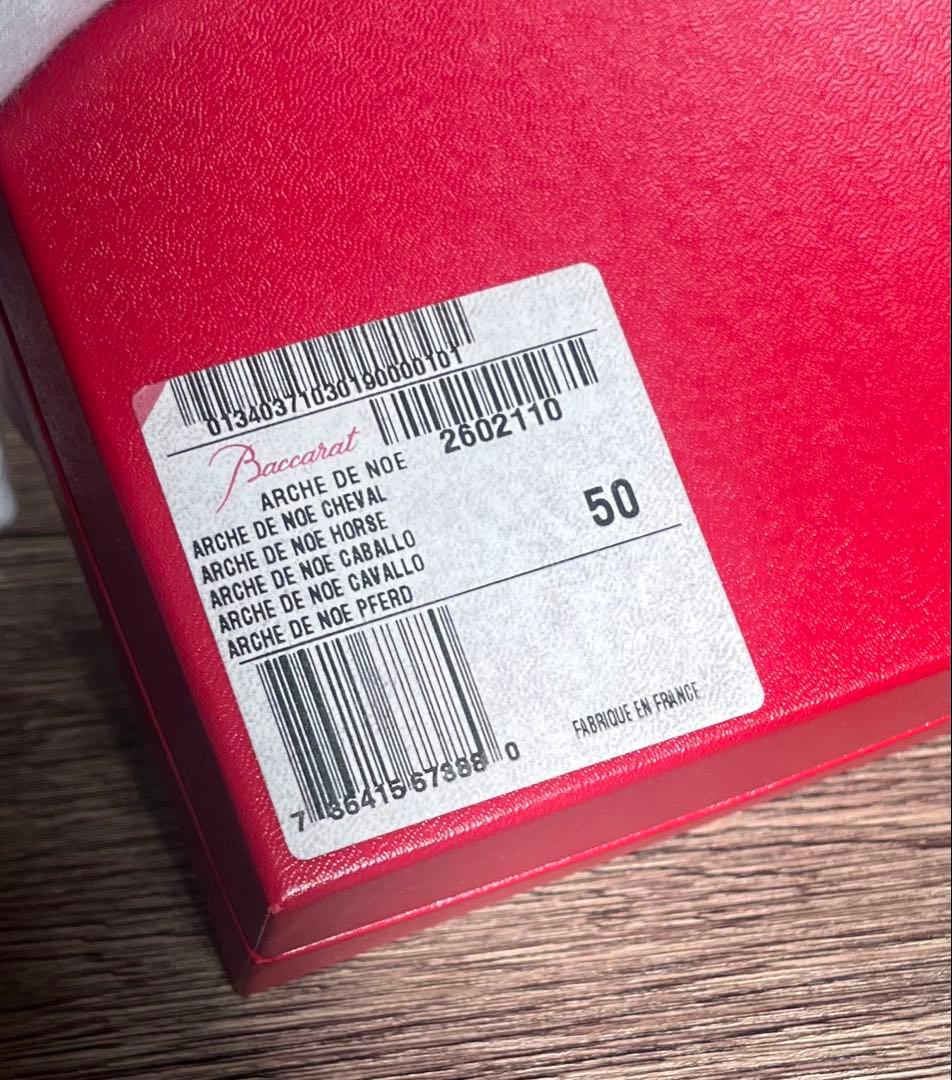 01340371030190000101
2602110
Baccarat
ARCHE DE NOE
50
ARCHE DE NOE CHEVAL
ARCHE DE NOE HORSE
ARCHE DE NOE CABALLO
ARCHE DE NOE CAVALLO
ARCHE DE NOE PFERD
7 36415 67388 0
FABRIQUE EN FRANCE